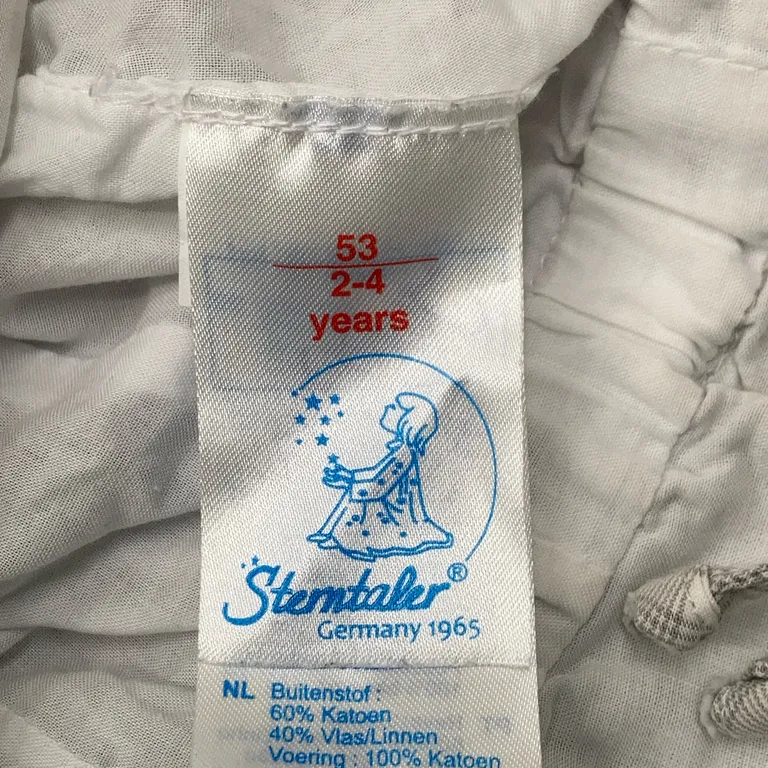 53
2-4
years
Sterntaler®
Germany 1965
NL Buitenstof:
60% Katoen
40% Vlas/Linnen
Voering: 100% Katoen